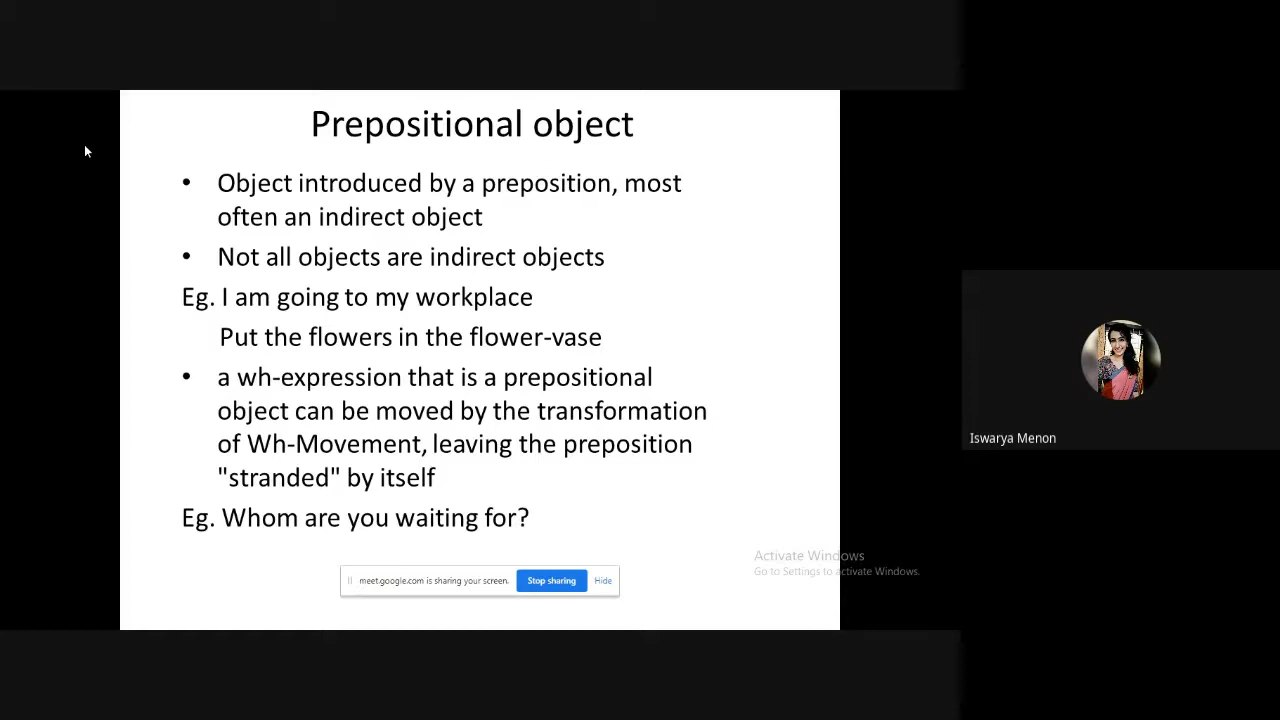 Prepositional object
• Object introduced by a preposition, most
often an indirect object
• Not all objects are indirect objects
Eg. I am going to my workplace
Put the flowers in the flower-vase
• a wh-expression that is a prepositional
object can be moved by the transformation
of Wh-Movement, leaving the preposition
"stranded" by itself
Eg. Whom are you waiting for?
Iswarya Menon
Activate Windows
Go to Settings to activate Windows.
meet.google.com is sharing your screen. Stop sharing Hide